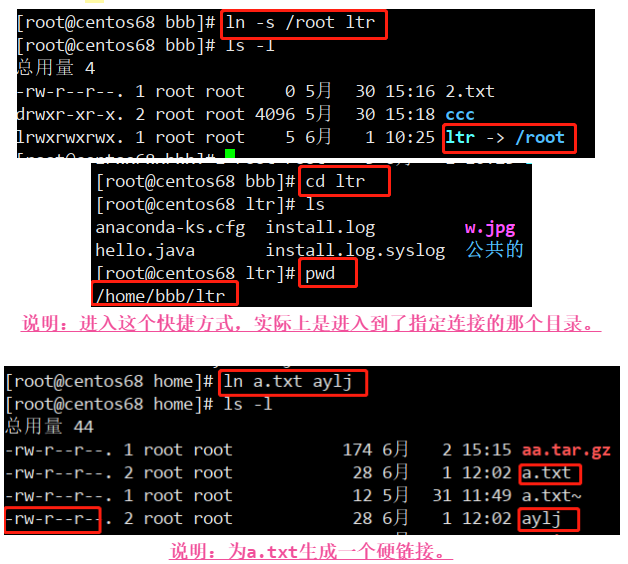 [root@centos68 bbb]# ln -s /root ltr
[root@centos68 bbb]# ls -l
总用量 4
-rw-r--r--. 1 root root    0 5月  30 15:16 2.txt
drwxr-xr-x. 2 root root 4096 5月  30 15:18 ccc
lrwxrwxrwx. 1 root root    5 6月   1 10:25 ltr -> /root
[root@centos68 bbb]# cd ltr
[root@centos68 ltr]# ls
anaconda-ks.cfg  install.log         w.jpg
hello.java       install.log.syslog  公共的
[root@centos68 ltr]# pwd
/home/bbb/ltr
说明：进入这个快捷方式，实际上是进入到了指定连接的那个目录。
[root@centos68 home]# ln a.txt aylj
[root@centos68 home]# ls -l
总用量 44
-rw-r--r--. 1 root root          174 6月   2 15:15 aa.tar.gz
-rw-r--r--. 2 root root           28 6月   1 12:02 a.txt
-rw-r--r--. 1 root root           12 5月  31 11:49 a.txt~
-rw-r--r--. 2 root root           28 6月   1 12:02 aylj
说明：为a.txt生成一个硬链接。